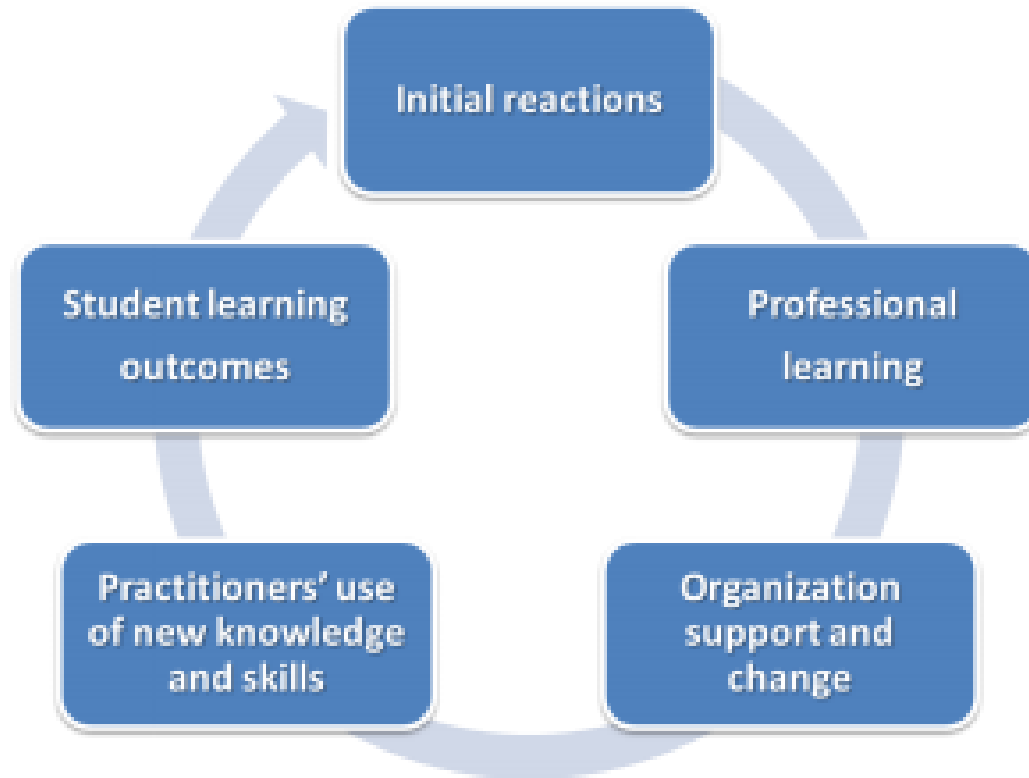 Initial reactions
Professional
learning
Organization
support and
change
Practitioners’ use
of new knowledge
and skills
Student learning
outcomes